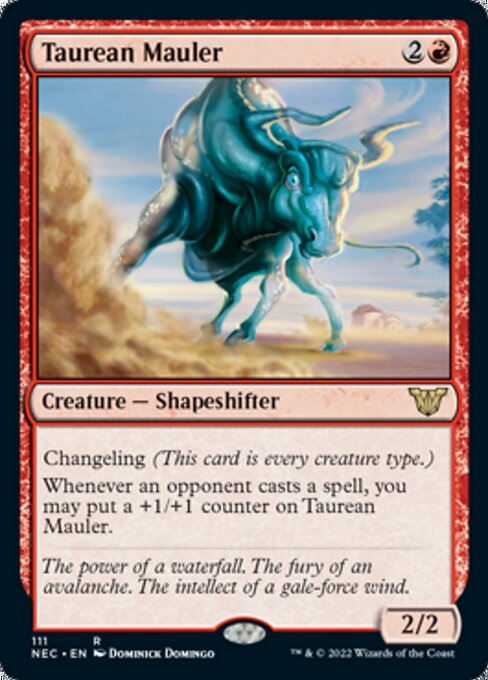 Taurean Mauler 2
Creature — Shapeshifter
Changeling (This card is every creature type.)
Whenever an opponent casts a spell, you
may put a +1/+1 counter on Taurean
Mauler.
The power of a waterfall. The fury of an
avalanche. The intellect of a gale-force wind.
2/2
111 R
NEC • EN Dominick Domingo ™ & © 2022 Wizards of the Coast